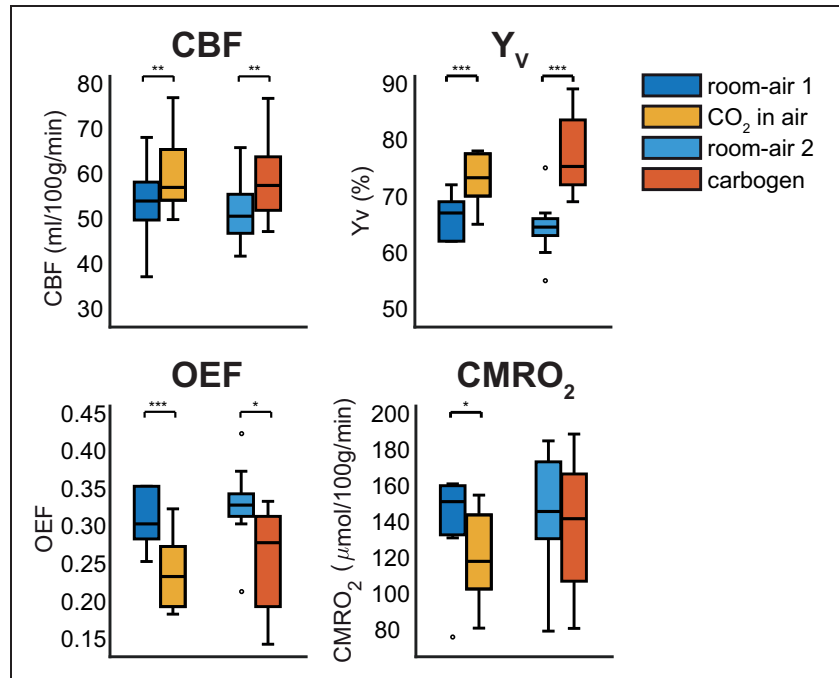 CBF
CBF (ml/100g/min)
80
70
60
50
40
30
**
**
Y_V
Yv (%)
90
80
70
60
50
***
***
room-air 1
CO₂ in air
room-air 2
carbogen
OEF
OEF
0.45
0.40
0.35
0.30
0.25
0.20
0.15
***
*
CMRO₂
CMRO₂ (μmol/100g/min)
200
180
160
140
120
100
80
*